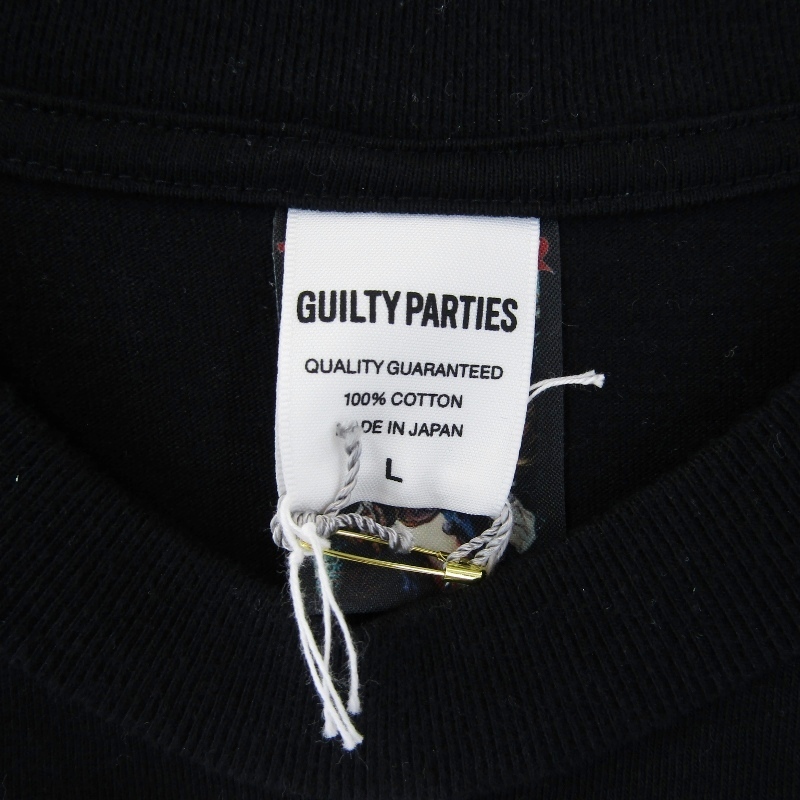 GUILTY PARTIES
QUALITY GUARANTEED
100% COTTON
MADE IN JAPAN
L